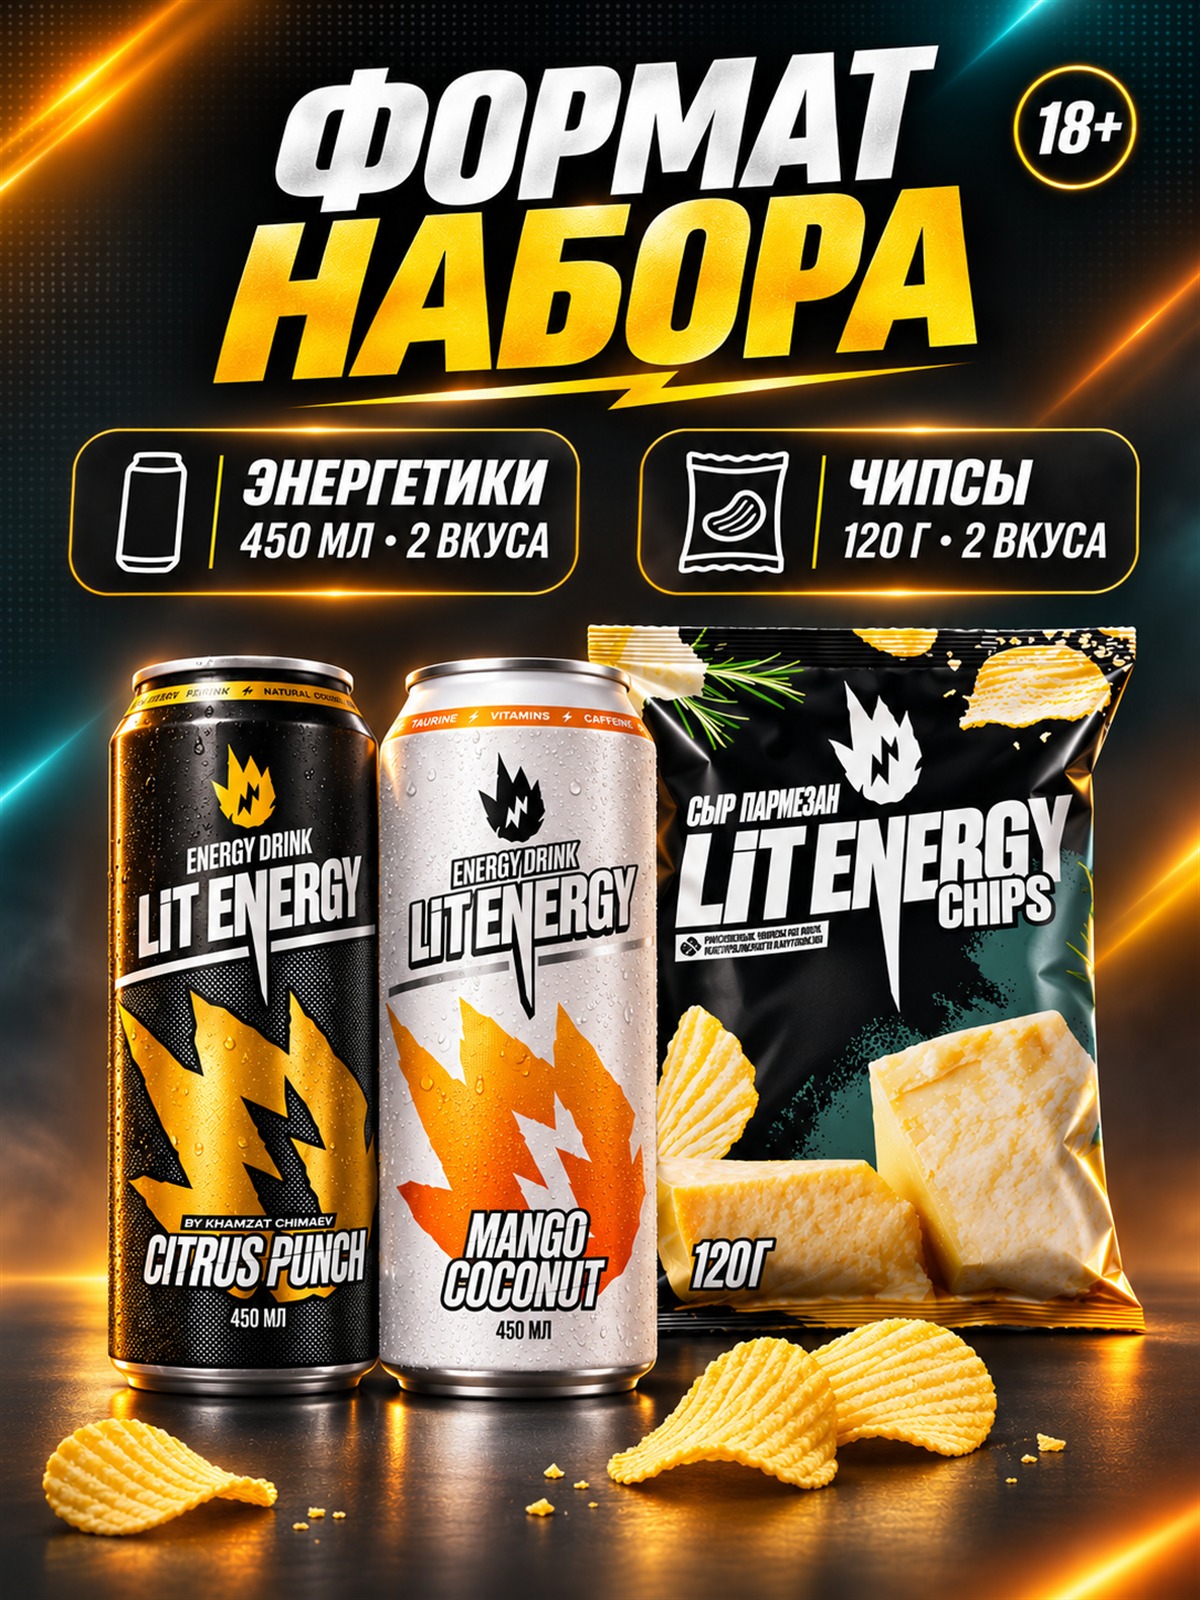 ФОРМАТ
НАБОРА
18+
ЭНЕРГЕТИКИ
450 МЛ • 2 ВКУСА
ЧИПСЫ
120 Г • 2 ВКУСА
NATURAL
ENERGY DRINK
LIT ENERGY
BY KHAMZAT CHIMAEV
CITRUS PUNCH
450 МЛ
TAURINE VITAMINS CAFFEINE
ENERGY DRINK
LIT ENERGY
MANGO
COCONUT
450 МЛ
СЫР ПАРМЕЗАН
LIT ENERGY
CHIPS
120Г